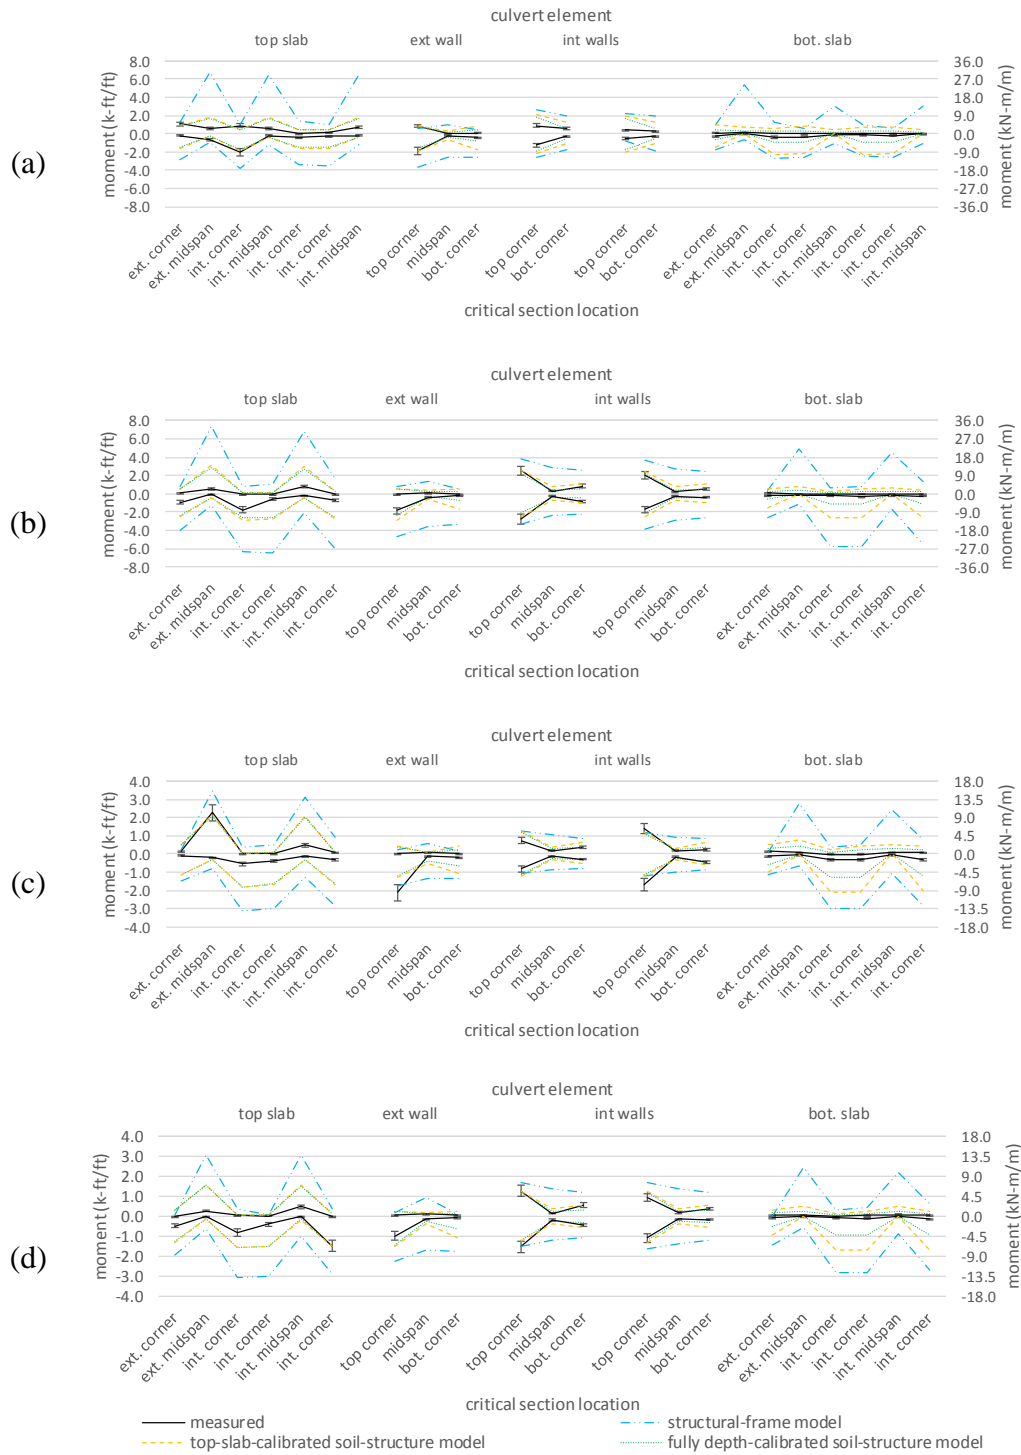 culvert element
top slab ext wall int walls bot. slab
8.0 36.0
6.0 27.0
4.0 18.0
2.0 9.0
0.0 0.0
-2.0 -9.0
-4.0 -18.0
-6.0 -27.0
-8.0 -36.0
moment (k-ft/ft)
moment (kN-m/m)
(a)
ext. corner
ext. midspan
int. corner
int. midspan
int. corner
int. corner
int. midspan
top corner
midspan
bot. corner
top corner
bot. corner
top corner
bot. corner
ext. corner
ext. midspan
int. corner
int. corner
int. midspan
int. corner
int. corner
int. midspan
critical section location
culvert element
top slab ext wall int walls bot. slab
8.0 36.0
6.0 27.0
4.0 18.0
2.0 9.0
0.0 0.0
-2.0 -9.0
-4.0 -18.0
-6.0 -27.0
-8.0 -36.0
moment (k-ft/ft)
moment (kN-m/m)
(b)
ext. corner
ext. midspan
int. corner
int. corner
int. midspan
int. corner
top corner
midspan
bot. corner
top corner
midspan
bot. corner
top corner
midspan
bot. corner
ext. corner
ext. midspan
int. corner
int. corner
int. midspan
int. corner
critical section location
culvert element
top slab ext wall int walls bot. slab
4.0 18.0
3.0 13.5
2.0 9.0
1.0 4.5
0.0 0.0
-1.0 -4.5
-2.0 -9.0
-3.0 -13.5
-4.0 -18.0
moment (k-ft/ft)
moment (kN-m/m)
(c)
ext. corner
ext. midspan
int. corner
int. corner
int. midspan
int. corner
top corner
midspan
bot. corner
top corner
midspan
bot. corner
top corner
midspan
bot. corner
ext. corner
ext. midspan
int. corner
int. corner
int. midspan
int. corner
critical section location
culvert element
top slab ext wall int walls bot. slab
4.0 18.0
3.0 13.5
2.0 9.0
1.0 4.5
0.0 0.0
-1.0 -4.5
-2.0 -9.0
-3.0 -13.5
-4.0 -18.0
moment (k-ft/ft)
moment (kN-m/m)
(d)
ext. corner
ext. midspan
int. corner
int. corner
int. midspan
int. corner
top corner
midspan
bot. corner
top corner
midspan
bot. corner
top corner
midspan
bot. corner
ext. corner
ext. midspan
int. corner
int. corner
int. midspan
int. corner
critical section location
measured structural-frame model
top-slab-calibrated soil-structure model fully depth-calibrated soil-structure model